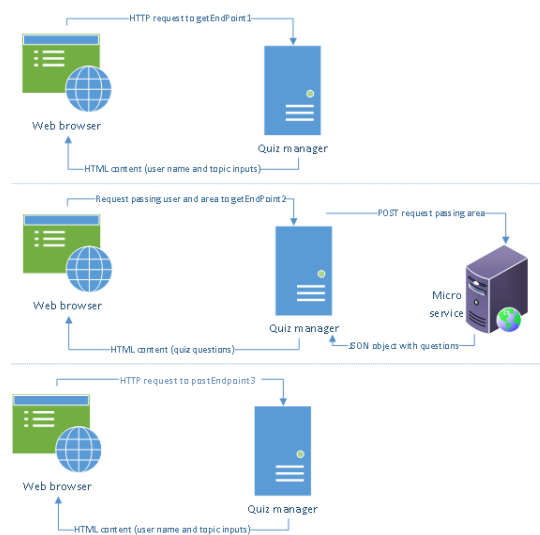 HTTP request to getEndPoint1
Web browser
Quiz manager
HTML content (user name and topic inputs)
Request passing user and area to getEndPoint2
POST request passing area
Web browser
Micro
service
Quiz manager
HTML content (quiz questions)
JSON object with questions
HTTP request to postEndpoint3
Web browser
Quiz manager
HTML content (user name and topic inputs)